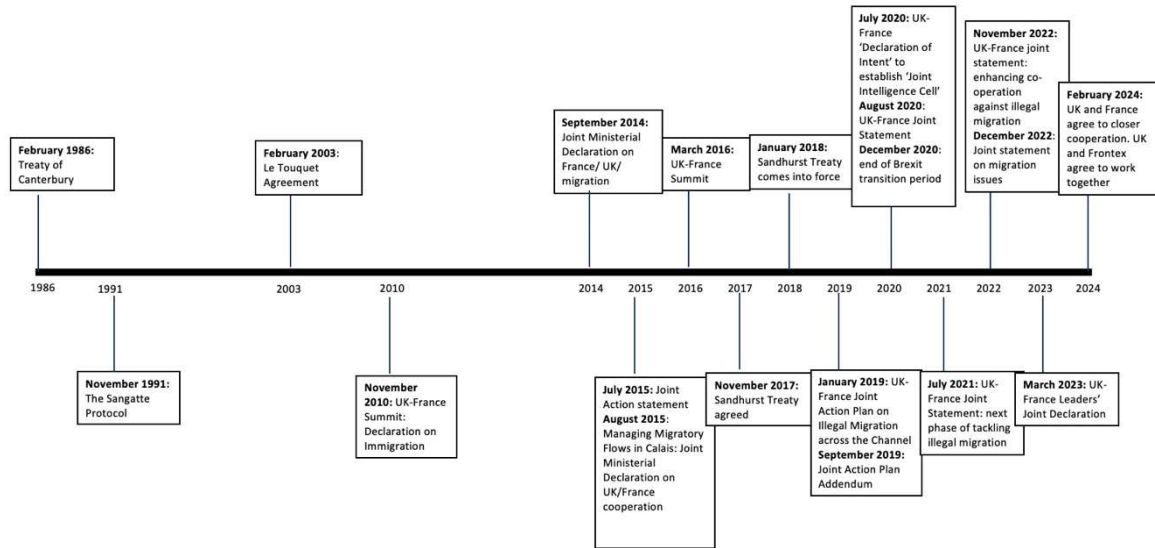 February 1986:
Treaty of
Canterbury
February 2003:
Le Touquet
Agreement
September 2014:
Joint Ministerial
Declaration on
France/ UK/
migration
March 2016:
UK-France
Summit
January 2018:
Sandhurst Treaty
comes into force
July 2020: UK-
France
‘Declaration of
Intent’ to
establish ‘Joint
Intelligence Cell’
August 2020:
UK-France Joint
Statement
December 2020:
end of Brexit
transition period
November 2022:
UK-France joint
statement:
enhancing co-
operation
against illegal
migration
December 2022:
Joint statement
on migration
issues
February 2024:
UK and France
agree to closer
cooperation. UK
and Frontex
agree to work
together
1986
1991
2003
2010
2014
2015
2016
2017
2018
2019
2020
2021
2022
2023
2024
November 1991:
The Sangatte
Protocol
November
2010: UK-France
Summit:
Declaration on
Immigration
July 2015: Joint
Action statement
August 2015:
Managing Migratory
Flows in Calais: Joint
Ministerial
Declaration on
UK/France
cooperation
November 2017:
Sandhurst Treaty
agreed
January 2019: UK-
France Joint
Action Plan on
Illegal Migration
across the Channel
September 2019:
Joint Action Plan
Addendum
July 2021: UK-
France Joint
Statement: next
phase of tackling
illegal migration
March 2023: UK-
France Leaders’
Joint Declaration